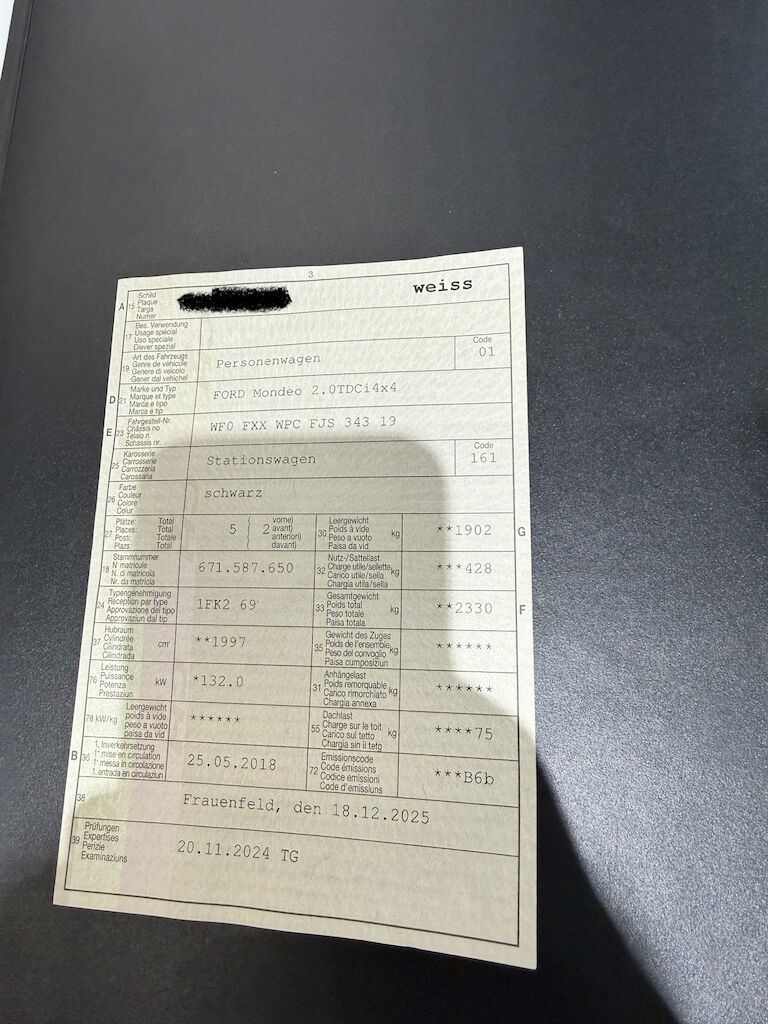 3
A 15 Schild
Plaque
Targa
Numer
weiss
17 Bes. Verwendung
Usage spécial
Uso speciale
Diever spezial
19 Art des Fahrzeugs
Genre de véhicule
Genere di veicolo
Gener dal vehichel
Personenwagen
Code
01
D 21 Marke und Typ
Marque et type
Marca e tipo
Marca e tip
FORD Mondeo 2.0TDCi4x4
E 23 Fahrgestell-Nr.
Châssis no
Telaio n.
Schassis nr.
WF0 FXX WPC FJS 343 19
25 Karosserie
Carrosserie
Carrozzeria
Carossaria
Stationswagen
Code
161
26 Farbe
Couleur
Colore
Colur
schwarz
27 Plätze: Total
Places: Total
Posti: Totale
Plazs: Total
5 ( 2 vorne)
avant)
anteriori)
davant)
30 Leergewicht
Poids à vide
Peso a vuoto
Paisa da vid
kg
**1902
G
18 Stammnummer
N° matricule
N. di matricola
Nr. da matricla
671.587.650
32 Nutz-/Sattellast
Charge utile/sellette
Carico utile/sella
Chargia utila/sella
kg
***428
24 Typengenehmigung
Réception par type
Approvazione del tipo
Approvaziun dal tip
1FK2 69
33 Gesamtgewicht
Poids total
Peso totale
Paisa totala
kg
**2330
F
37 Hubraum
Cylindrée
Cilindrata
Cilindrada
cm³
**1997
35 Gewicht des Zuges
Poids de l'ensemble
Peso del convoglio
Paisa cumposiziun
kg
******
76 Leistung
Puissance
Potenza
Prestaziun
kW
*132.0
31 Anhängelast
Poids remorquable
Carico rimorchiato
Chargia annexa
kg
******
78 kW/kg Leergewicht
poids à vide
peso a vuoto
paisa da vid
******
55 Dachlast
Charge sur le toit
Carico sul tetto
Chargia sin il tetg
kg
****75
B 36 1. Inverkehrsetzung
1re mise en circulation
1a messa in circolazione
1. entrada en circulaziun
25.05.2018
72 Emissionscode
Code émissions
Codice emissioni
Code d'emissiuns
***B6b
38
Frauenfeld, den 18.12.2025
39 Prüfungen
Expertises
Perizie
Examinaziuns
20.11.2024 TG